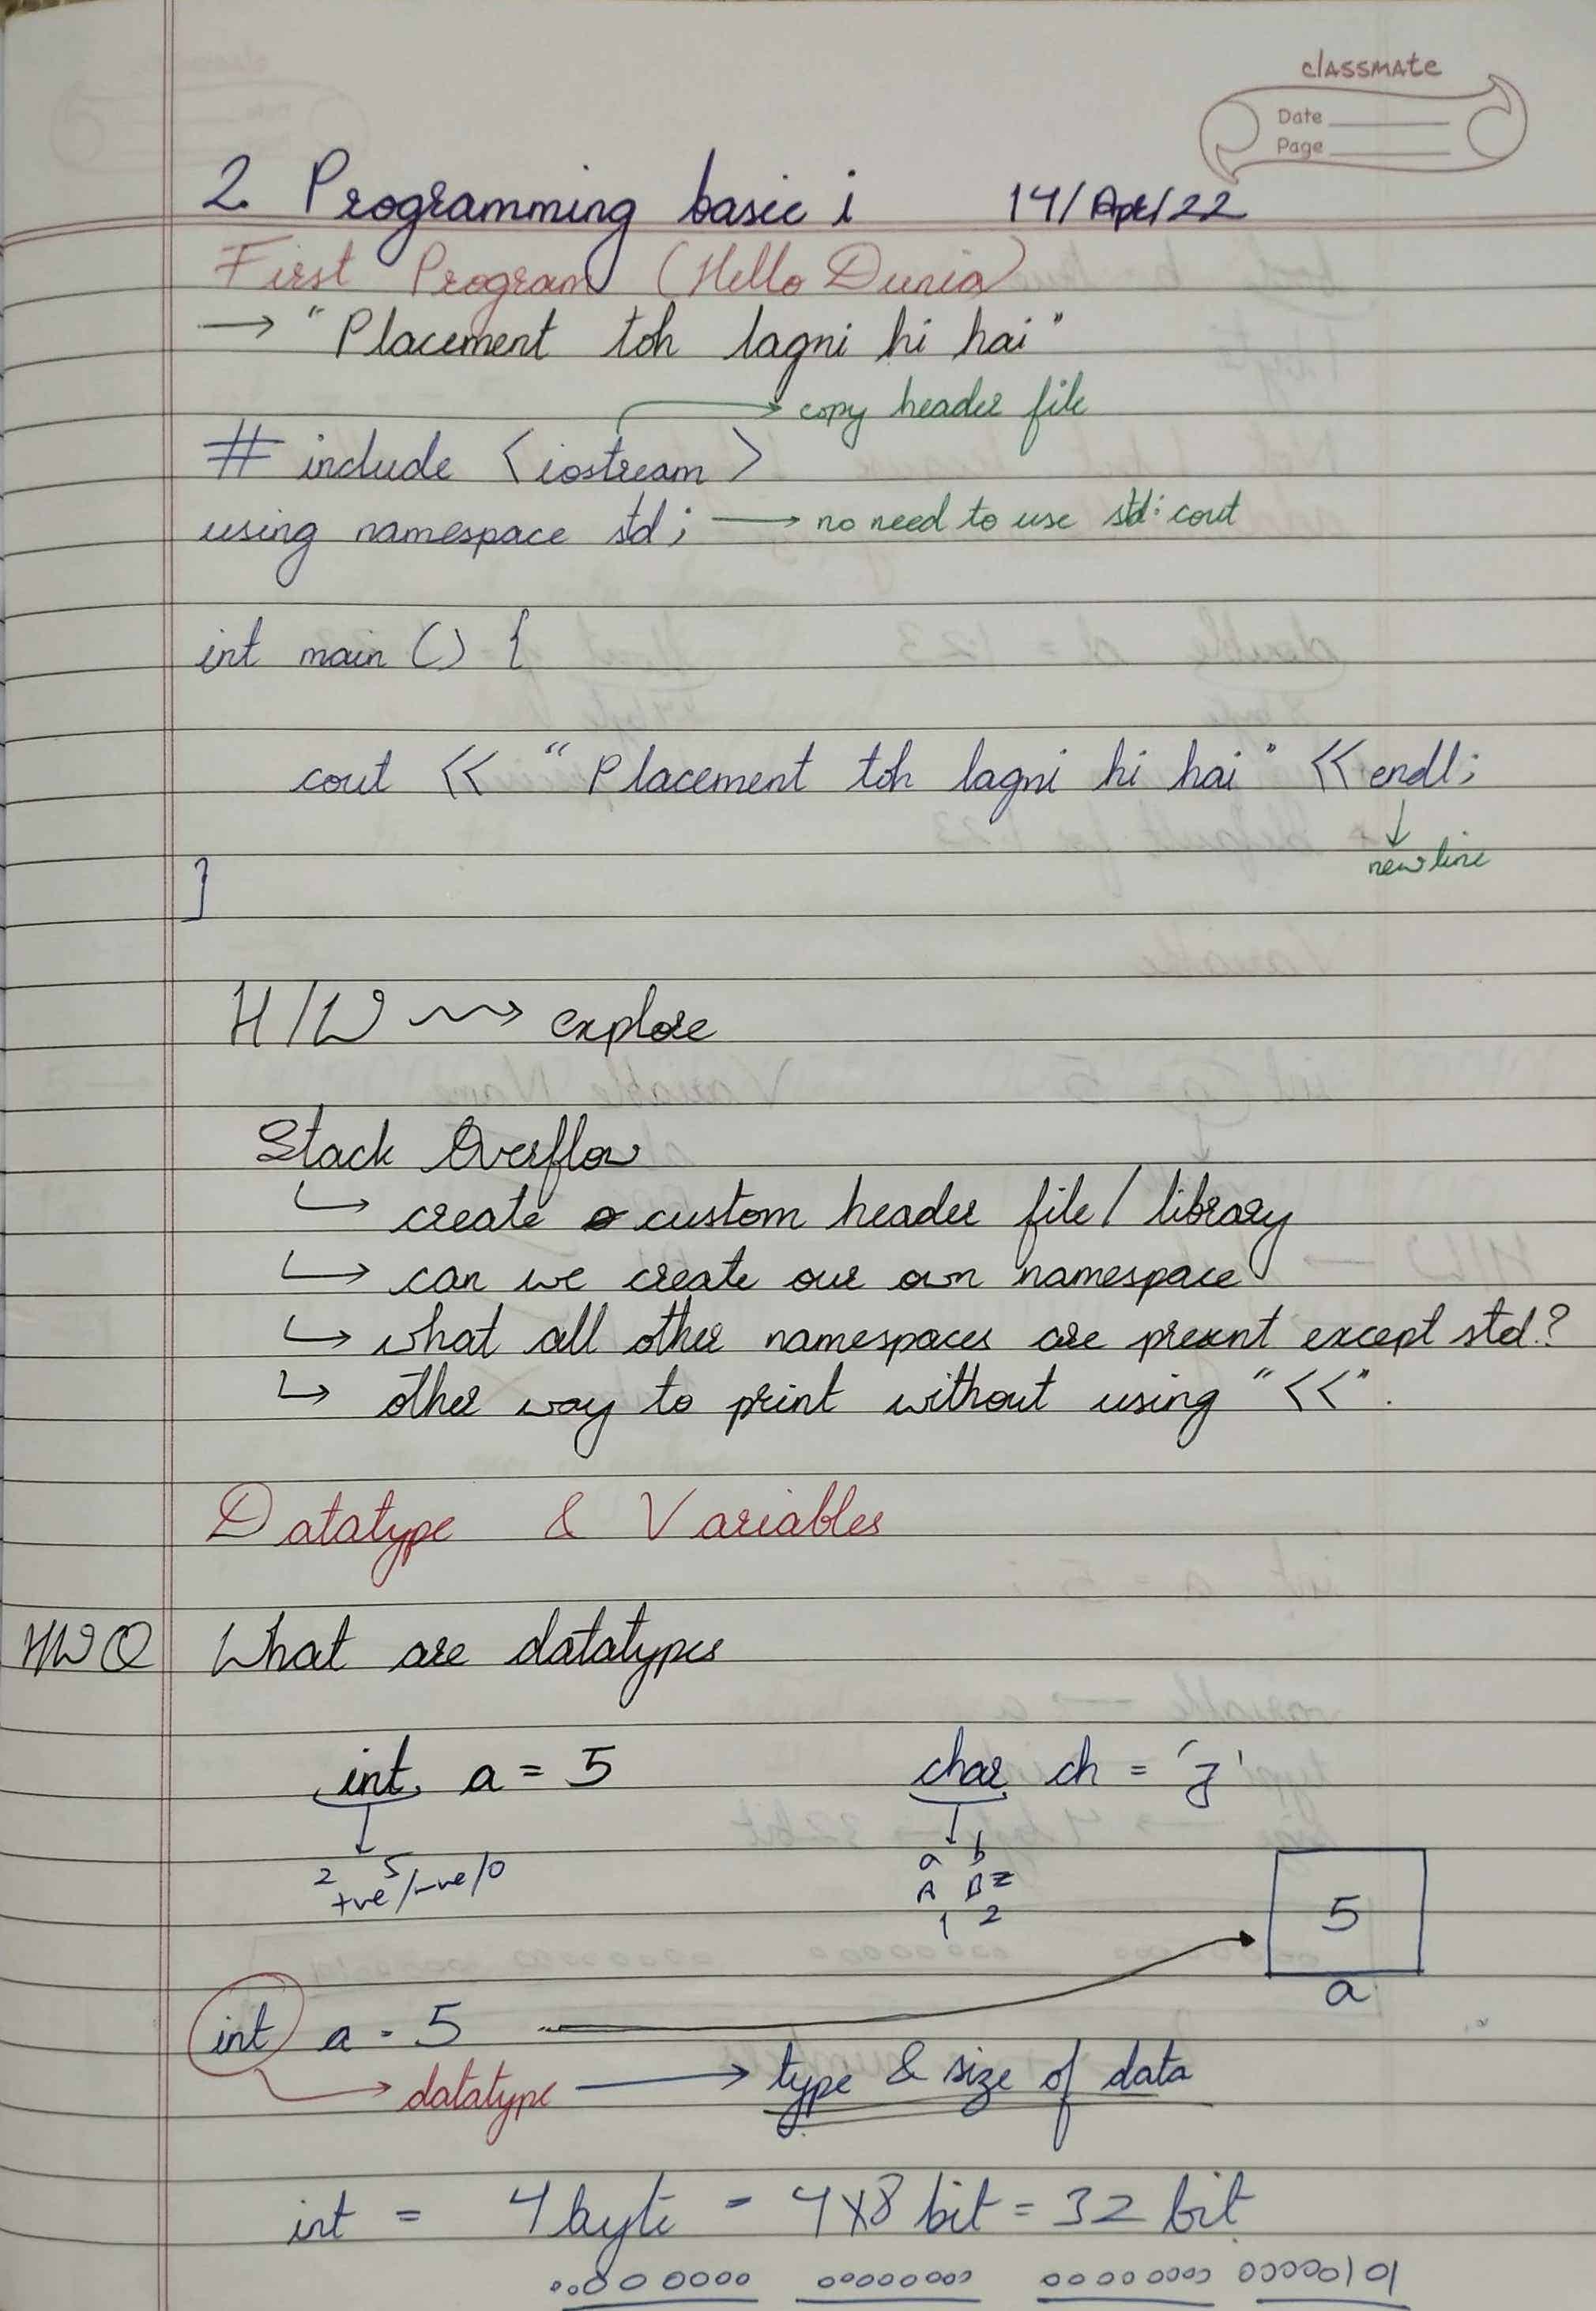 classmate
Date
Page
2. Programming basic i 14/Apr/22
First Program (Hello Dunia)
→ "Placement toh lagni hi hai"
→ copy header file
# include <iostream>
using namespace std; → no need to use std:cout
int main () {
cout << "Placement toh lagni hi hai" << endl;
↓
new line
}
H/W ⇝ explore
Stack Overflow
↳ create custom header file / library
↳ can we create our own namespace
↳ what all other namespaces are present except std?
↳ other way to print without using "<<".
Datatype & Variables
HWQ What are datatypes
int a = 5 char ch = 'z'
2 5 a b
+ve/-ve/0 A B z
1 2
5
a
int a = 5
→ datatype → type & size of data
int = 4 byte - 4x8 bit = 32 bit
00000000 00000000 00000000 00000101